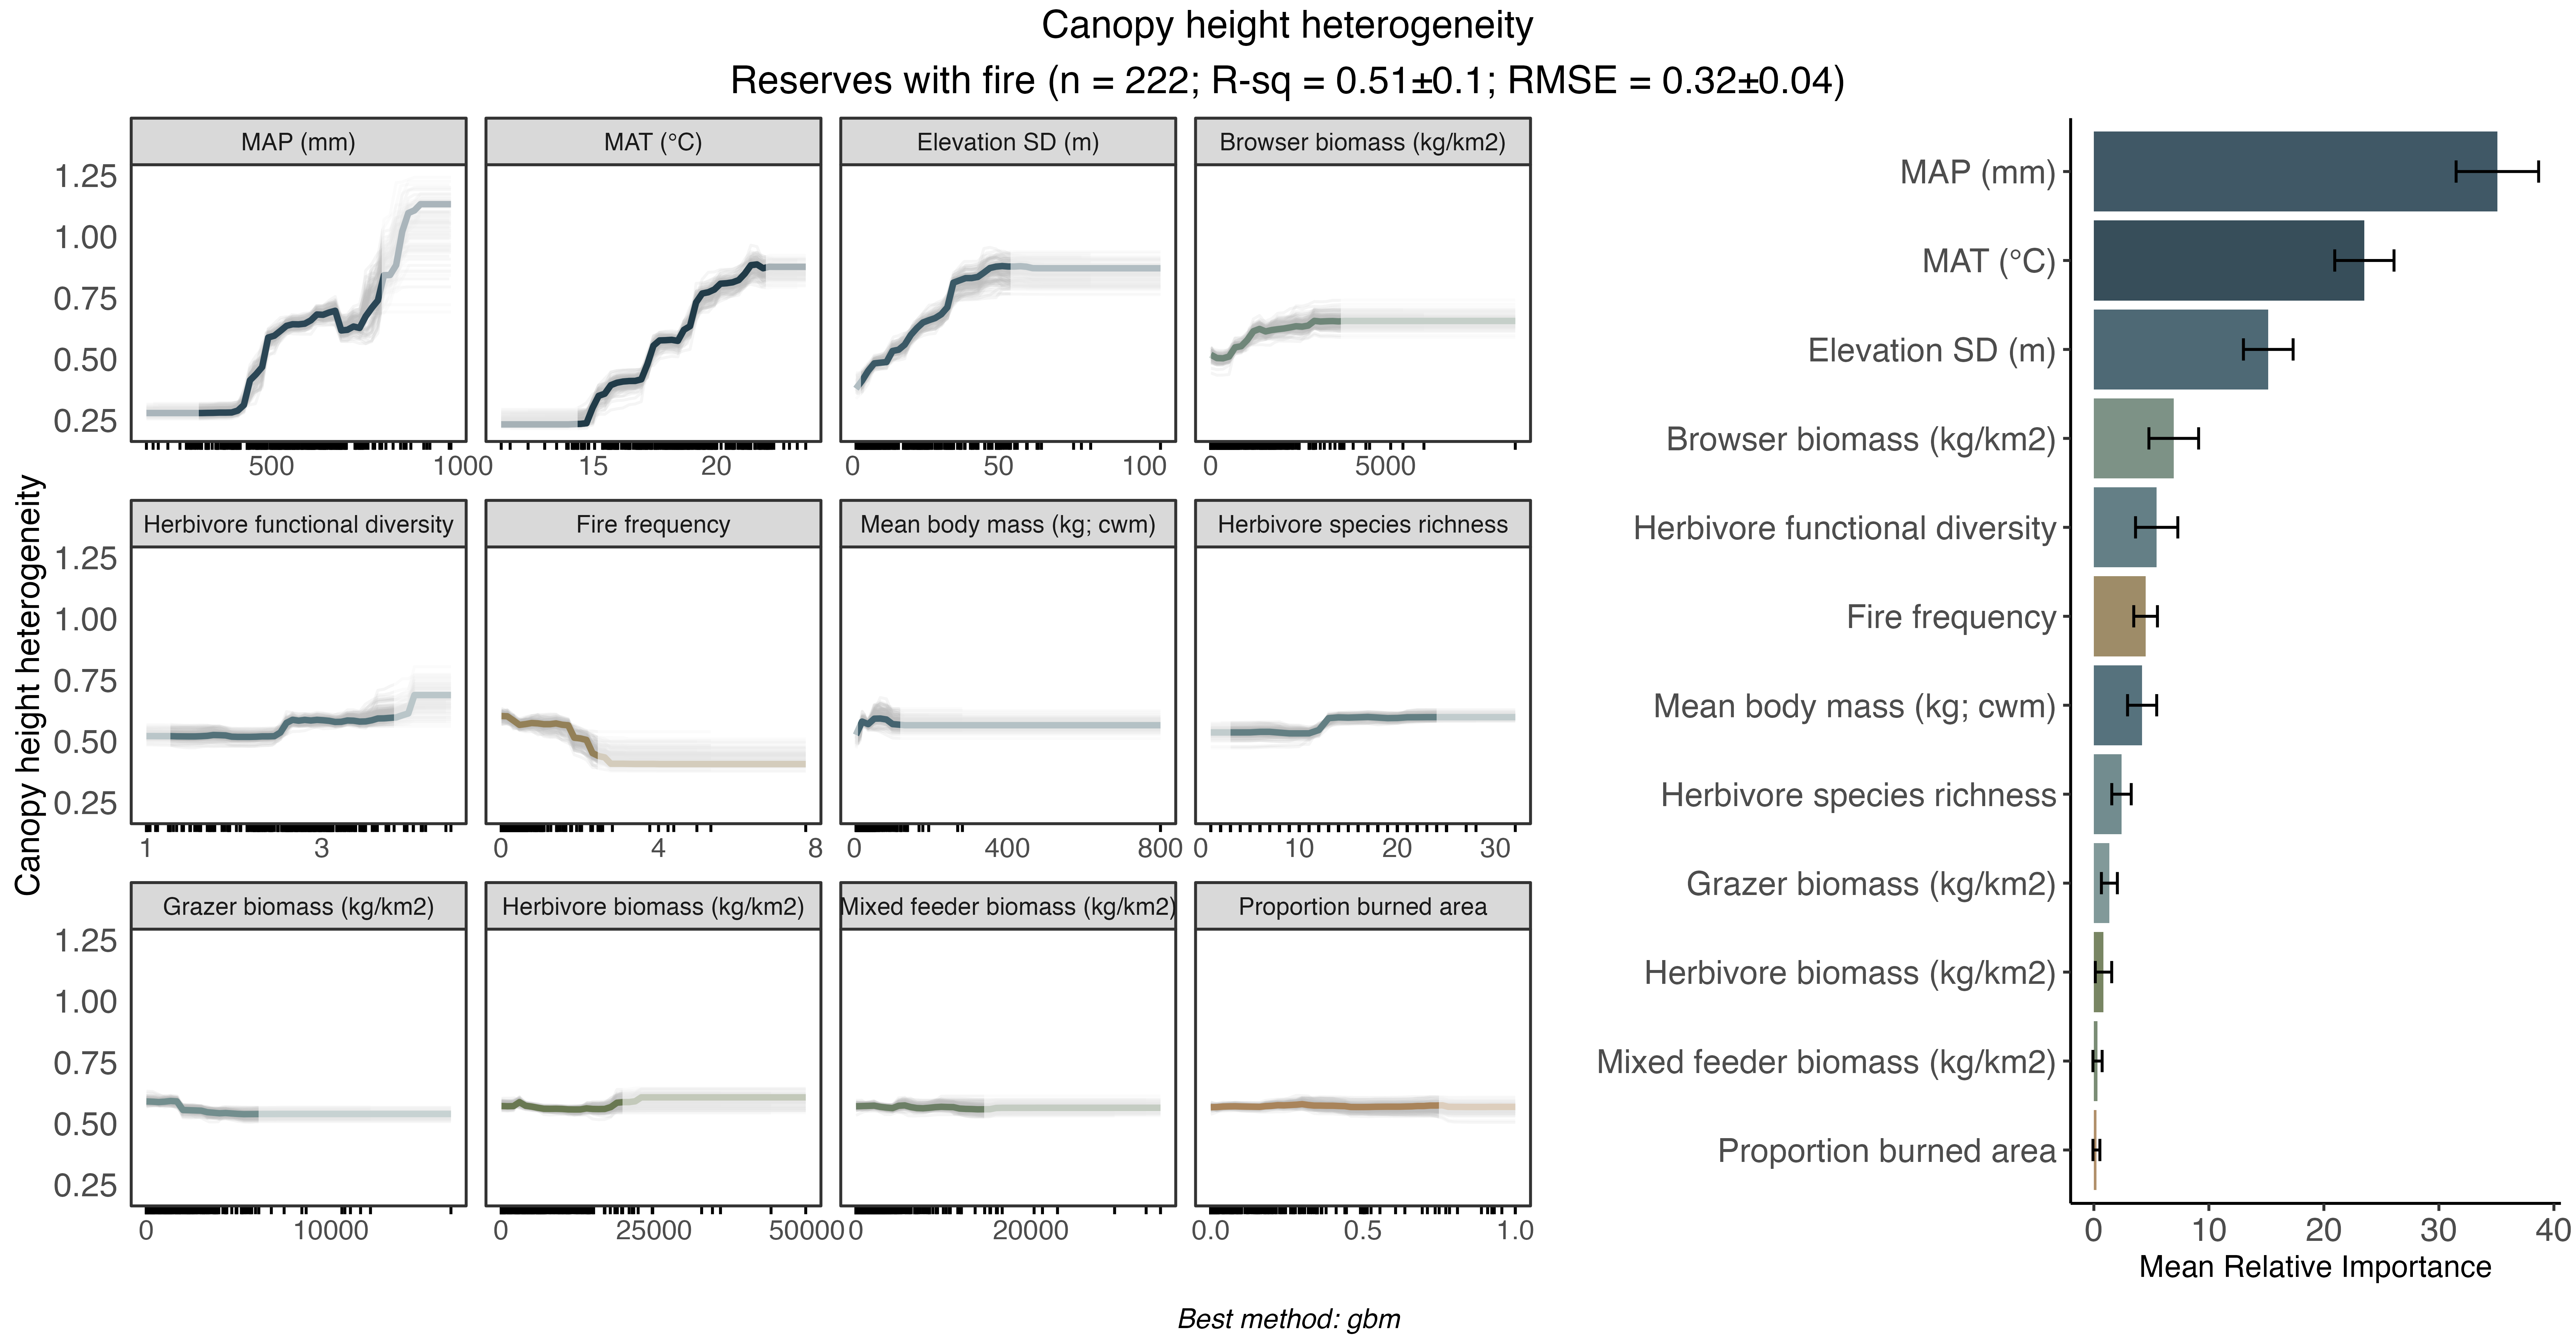 Canopy height heterogeneity
Reserves with fire (n = 222; R-sq = 0.51±0.1; RMSE = 0.32±0.04)
Canopy height heterogeneity
MAP (mm)
MAT (°C)
Elevation SD (m)
Browser biomass (kg/km2)
1.25
1.00
0.75
0.50
0.25
500 1000
15 20
0 50 100
0 5000
Herbivore functional diversity
Fire frequency
Mean body mass (kg; cwm)
Herbivore species richness
1.25
1.00
0.75
0.50
0.25
1 3
0 4 8
0 400 800
0 10 20 30
Grazer biomass (kg/km2)
Herbivore biomass (kg/km2)
Mixed feeder biomass (kg/km2)
Proportion burned area
1.25
1.00
0.75
0.50
0.25
0 10000
0 25000 50000
0 20000
0.0 0.5 1.0
MAP (mm)
MAT (°C)
Elevation SD (m)
Browser biomass (kg/km2)
Herbivore functional diversity
Fire frequency
Mean body mass (kg; cwm)
Herbivore species richness
Grazer biomass (kg/km2)
Herbivore biomass (kg/km2)
Mixed feeder biomass (kg/km2)
Proportion burned area
0 10 20 30 40
Mean Relative Importance
Best method: gbm